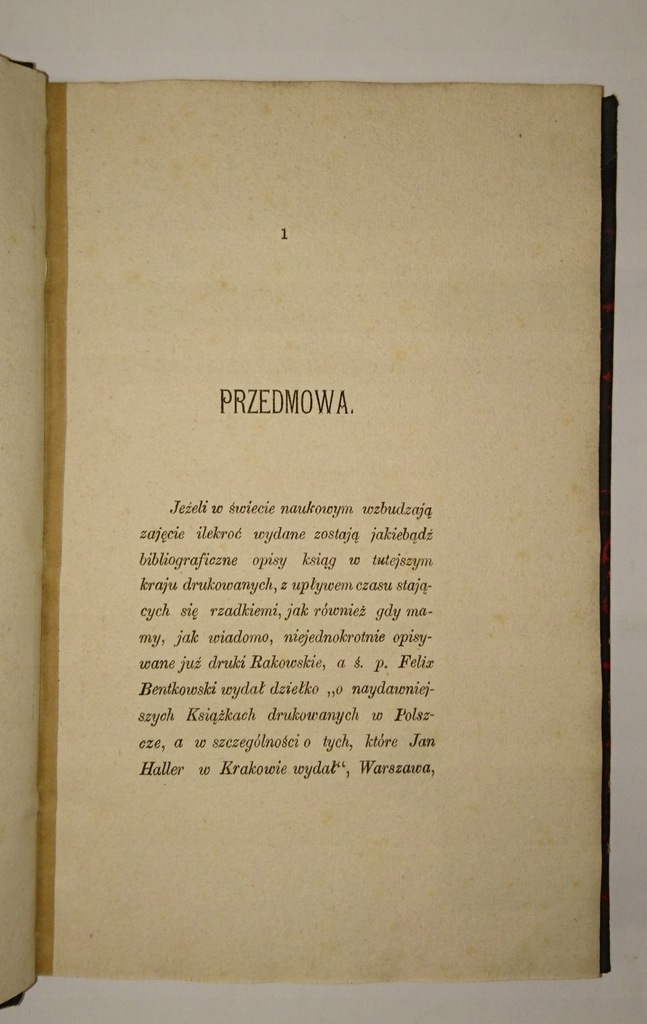 1
PRZEDMOWA.
Jeżeli w świecie naukowym wzbudzają
zajęcie ilekroć wydane zostają jakiebądź
bibliograficzne opisy ksiąg w tutejszym
kraju drukowanych, z upływem czasu stają-
cych się rzadkiemi, jak również gdy ma-
my, jak wiadomo, niejednokrotnie opisy-
wane już druki Rakowskie, a ś. p. Felix
Bentkowski wydał dziełko „o naydawniej-
szych Książkach drukowanych w Polsz-
cze, a w szczególności o tych, które Jan
Haller w Krakowie wydał“, Warszawa,